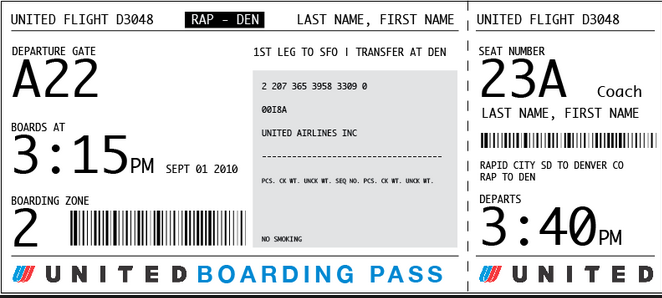 UNITED FLIGHT D3048 RAP - DEN LAST NAME, FIRST NAME
DEPARTURE GATE
A22
1ST LEG TO SFO | TRANSFER AT DEN
2 207 365 3958 3309 0
00I8A
UNITED AIRLINES INC
BOARDS AT
3:15PM SEPT 01 2010
PCS. CK WT. UNCK WT. SEQ NO. PCS. CK WT. UNCK WT.
BOARDING ZONE
2
NO SMOKING
UNITED BOARDING PASS
UNITED FLIGHT D3048
SEAT NUMBER
23A Coach
LAST NAME, FIRST NAME
RAPID CITY SD TO DENVER CO
RAP TO DEN
DEPARTS
3:40PM
UNITED